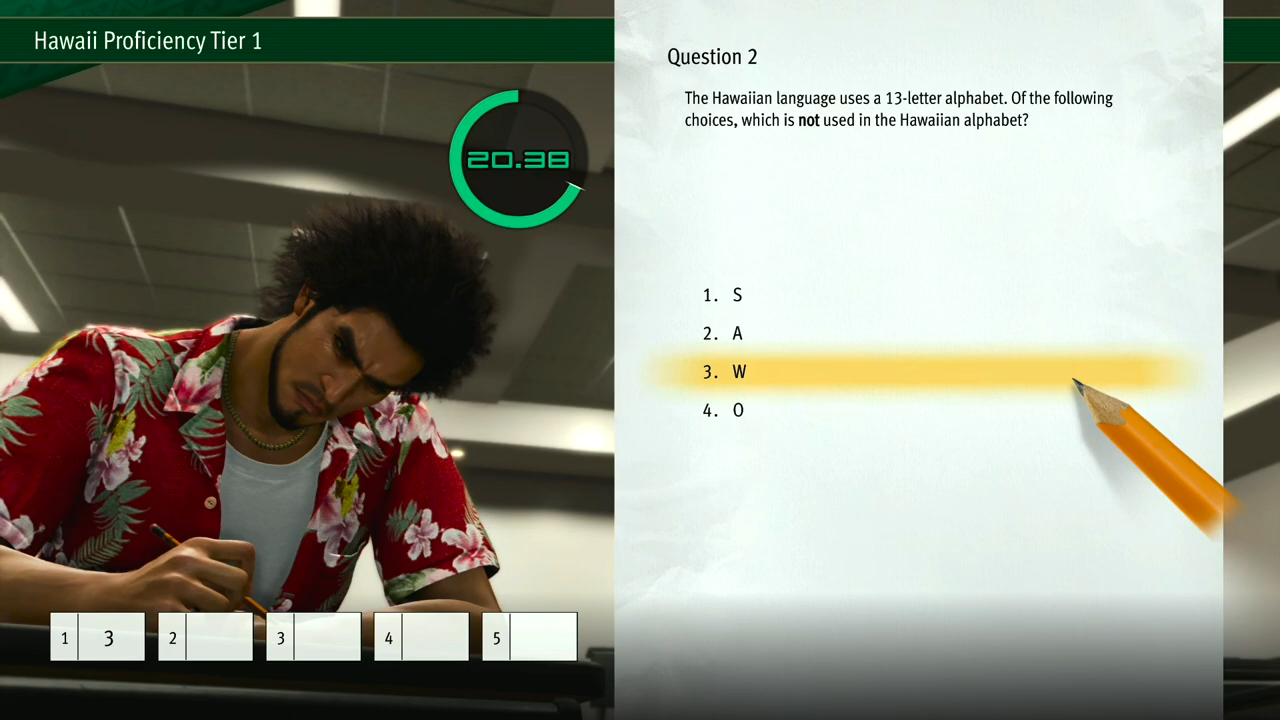 Hawaii Proficiency Tier 1
20.38
Question 2
The Hawaiian language uses a 13-letter alphabet. Of the following
choices, which is not used in the Hawaiian alphabet?
1. S
2. A
3. W
4. O
1 3 2 3 4 5